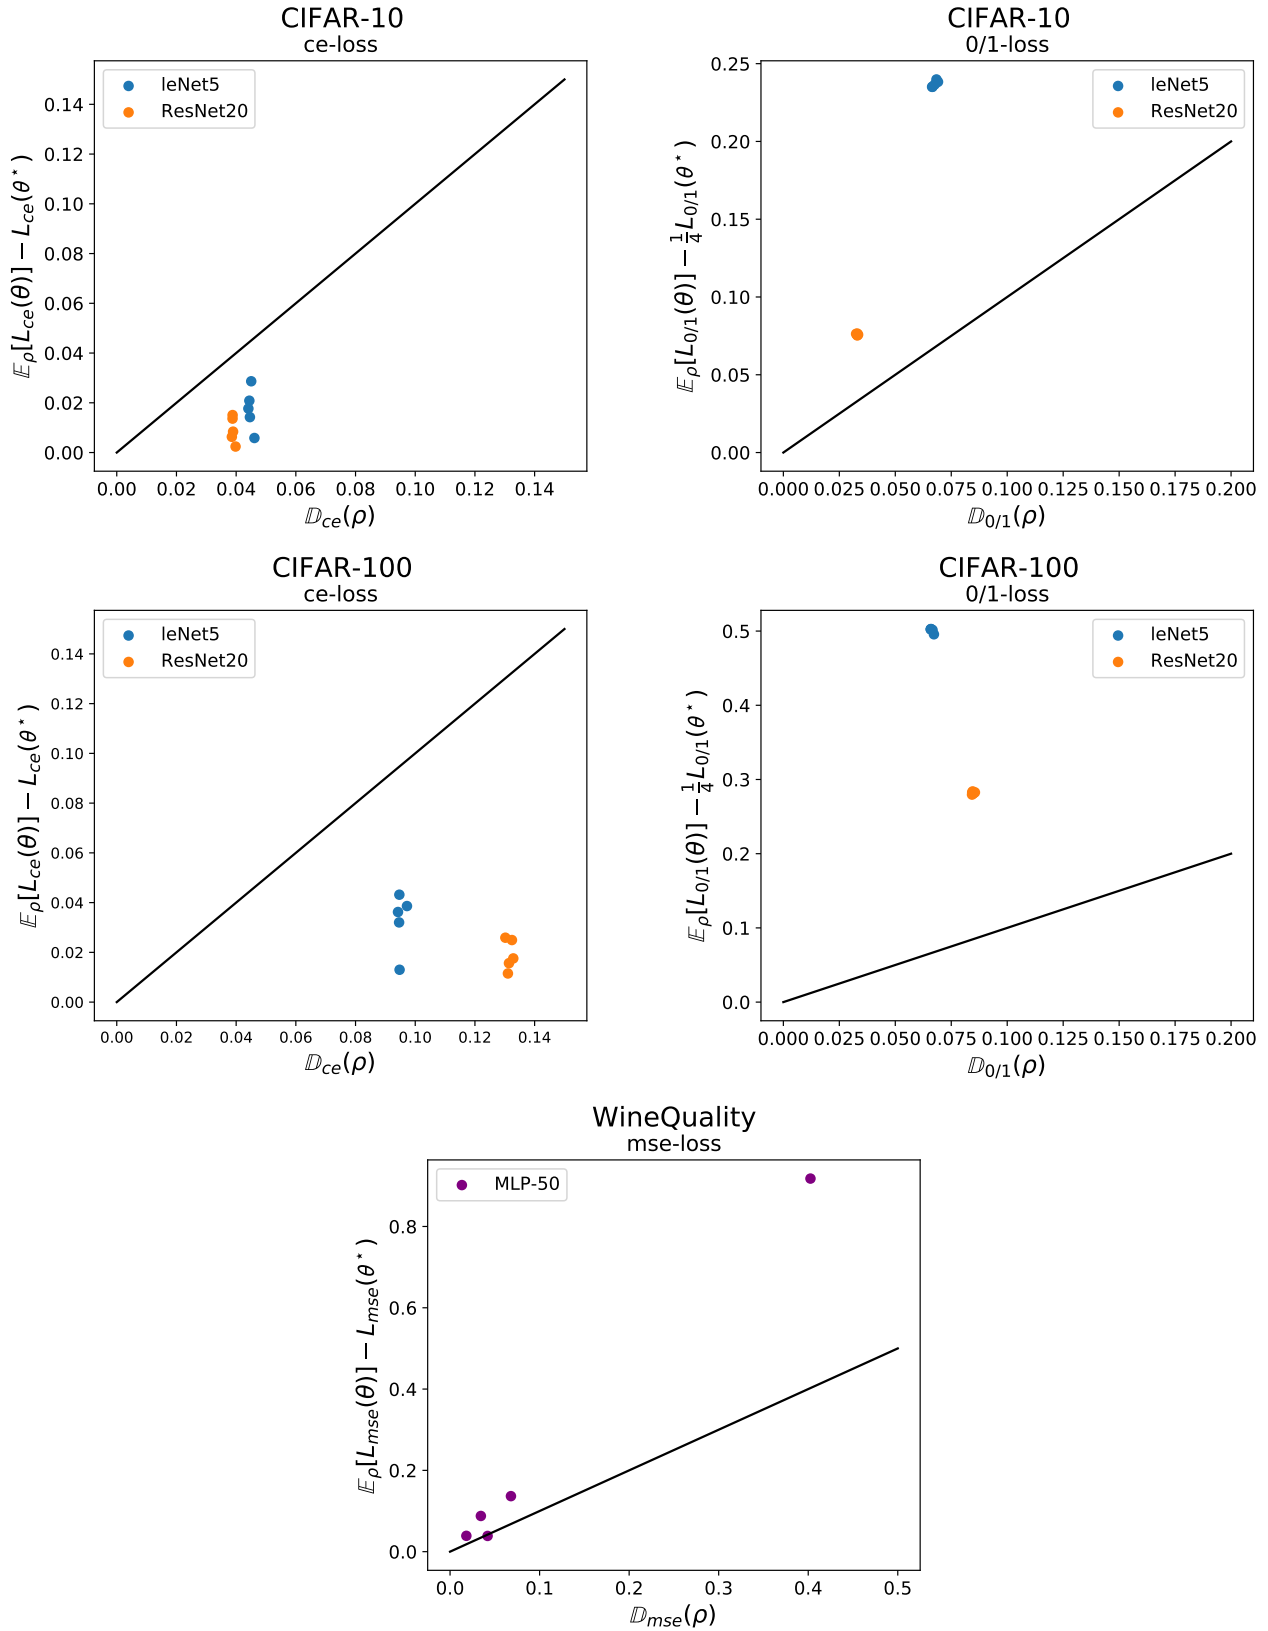 CIFAR-10
ce-loss
leNet5
ResNet20
0.14
0.12
0.10
0.08
0.06
0.04
0.02
0.00
𝔼ρ[Lce(θ)] − Lce(θ⋆)
0.00 0.02 0.04 0.06 0.08 0.10 0.12 0.14
𝔻ce(ρ)
CIFAR-10
0/1-loss
leNet5
ResNet20
0.25
0.20
0.15
0.10
0.05
0.00
𝔼ρ[L0/1(θ)] − 1/4 L0/1(θ⋆)
0.000 0.025 0.050 0.075 0.100 0.125 0.150 0.175 0.200
𝔻0/1(ρ)
CIFAR-100
ce-loss
leNet5
ResNet20
0.14
0.12
0.10
0.08
0.06
0.04
0.02
0.00
𝔼ρ[Lce(θ)] − Lce(θ⋆)
0.00 0.02 0.04 0.06 0.08 0.10 0.12 0.14
𝔻ce(ρ)
CIFAR-100
0/1-loss
leNet5
ResNet20
0.5
0.4
0.3
0.2
0.1
0.0
𝔼ρ[L0/1(θ)] − 1/4 L0/1(θ⋆)
0.000 0.025 0.050 0.075 0.100 0.125 0.150 0.175 0.200
𝔻0/1(ρ)
WineQuality
mse-loss
MLP-50
0.8
0.6
0.4
0.2
0.0
𝔼ρ[Lmse(θ)] − Lmse(θ⋆)
0.0 0.1 0.2 0.3 0.4 0.5
𝔻mse(ρ)